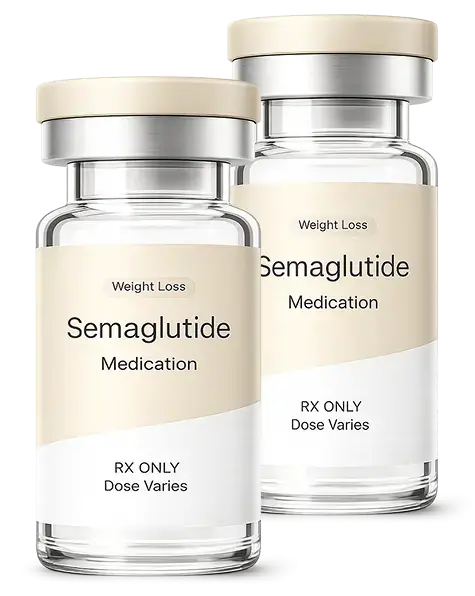 Weight Loss
Semaglutide
Medication
RX ONLY
Dose Varies
Weight Loss
Semaglutide
Medication
RX ONLY
Dose Varies